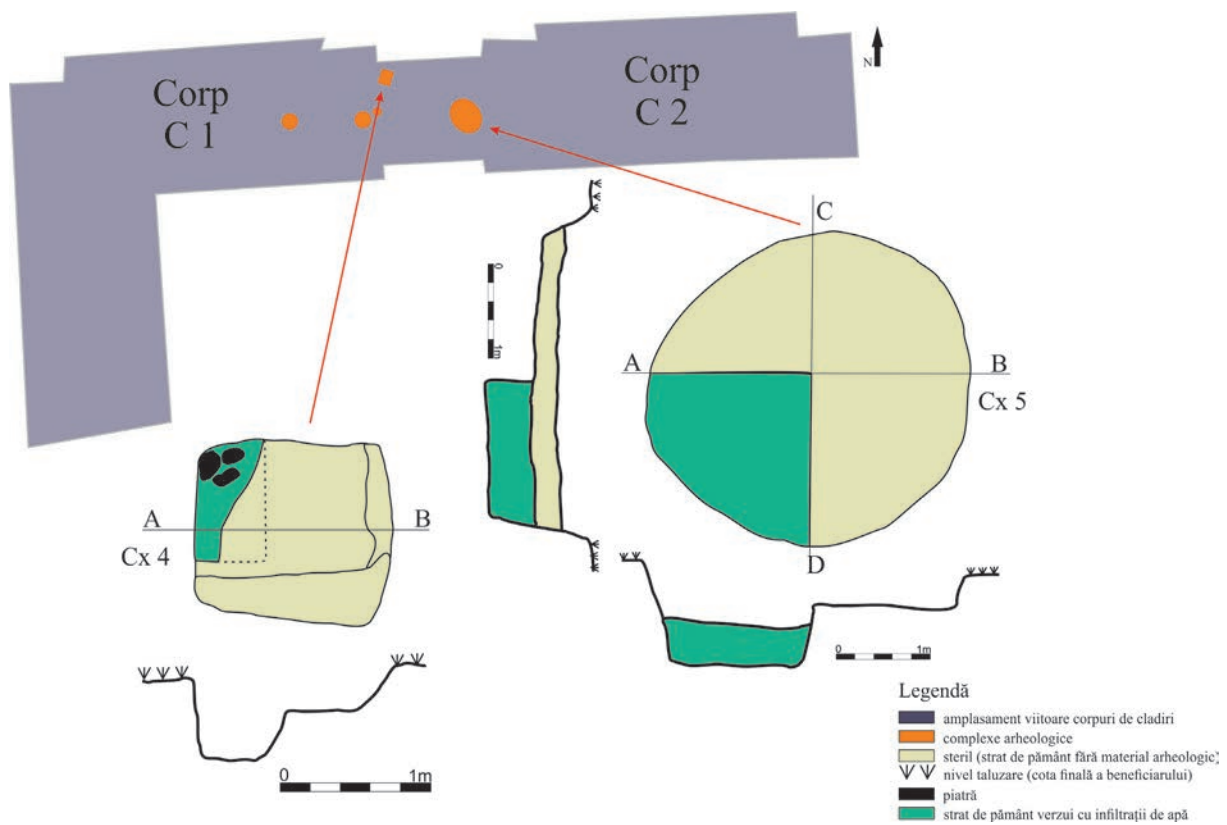 Corp
C 1
Corp
C 2
N
C
0
1m
A
B
Cx 5
D
A
B
Cx 4
0
1m
0
1m
Legendă
amplasament viitoare corpuri de cladiri
complexe arheologice
steril (strat de pământ fără material arheologic)
nivel taluzare (cota finală a beneficiarului)
piatră
strat de pământ verzui cu infiltrații de apă